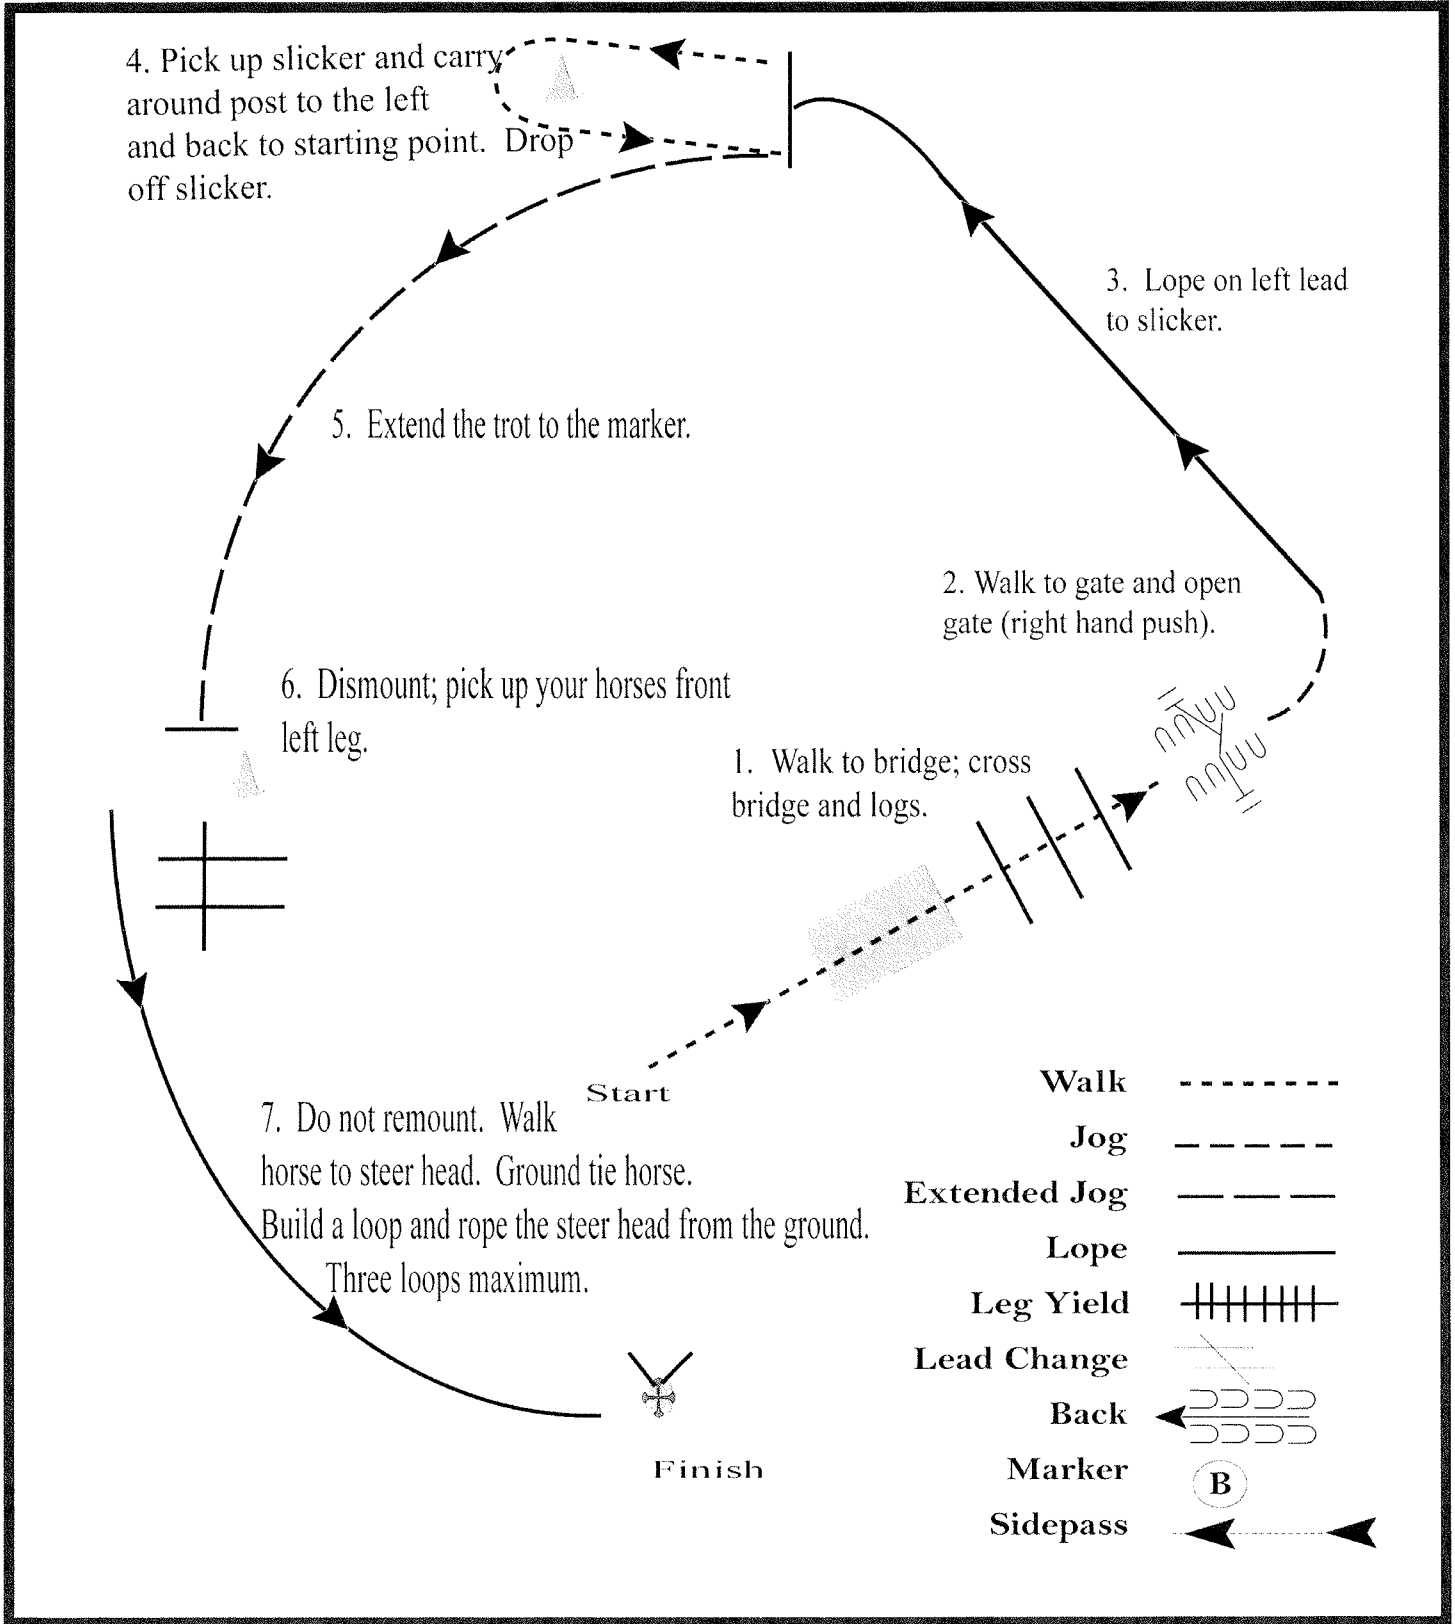 4. Pick up slicker and carry
around post to the left
and back to starting point.  Drop
off slicker.
3.  Lope on left lead
to slicker.
5.  Extend the trot to the marker.
2. Walk to gate and open
gate (right hand push).
6.  Dismount; pick up your horses front
left leg.
1.  Walk to bridge; cross
bridge and logs.
Start
7.  Do not remount.  Walk
horse to steer head.  Ground tie horse.
Build a loop and rope the steer head from the ground.
Three loops maximum.
Finish
Walk
Jog
Extended Jog
Lope
Leg Yield
Lead Change
Back
Marker B
Sidepass